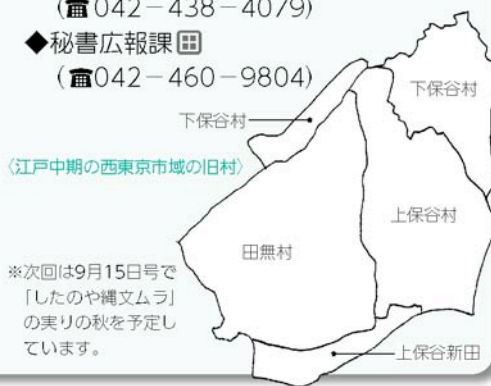 (☎042－438－4079)
◆秘書広報課田
(☎042－460－9804)
下保谷村
下保谷村
〈江戸中期の西東京市域の旧村〉
上保谷村
田無村
※次回は9月15日号で
「したのや縄文ムラ」
の実りの秋を予定し
ています。
上保谷新田